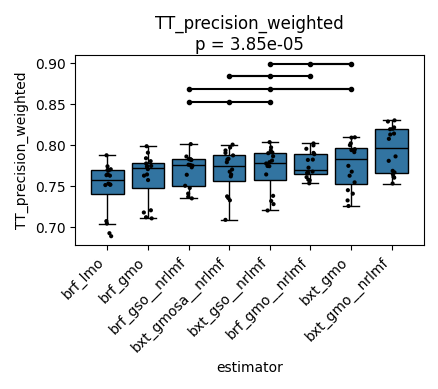 TT_precision_weighted
p = 3.85e-05
TT_precision_weighted
0.90
0.85
0.80
0.75
0.70
brf_lmo
brf_gmo
brf_gso__nrlmf
bxt_gmosa__nrlmf
bxt_gso__nrlmf
brf_gmo__nrlmf
bxt_gmo
bxt_gmo__nrlmf
estimator